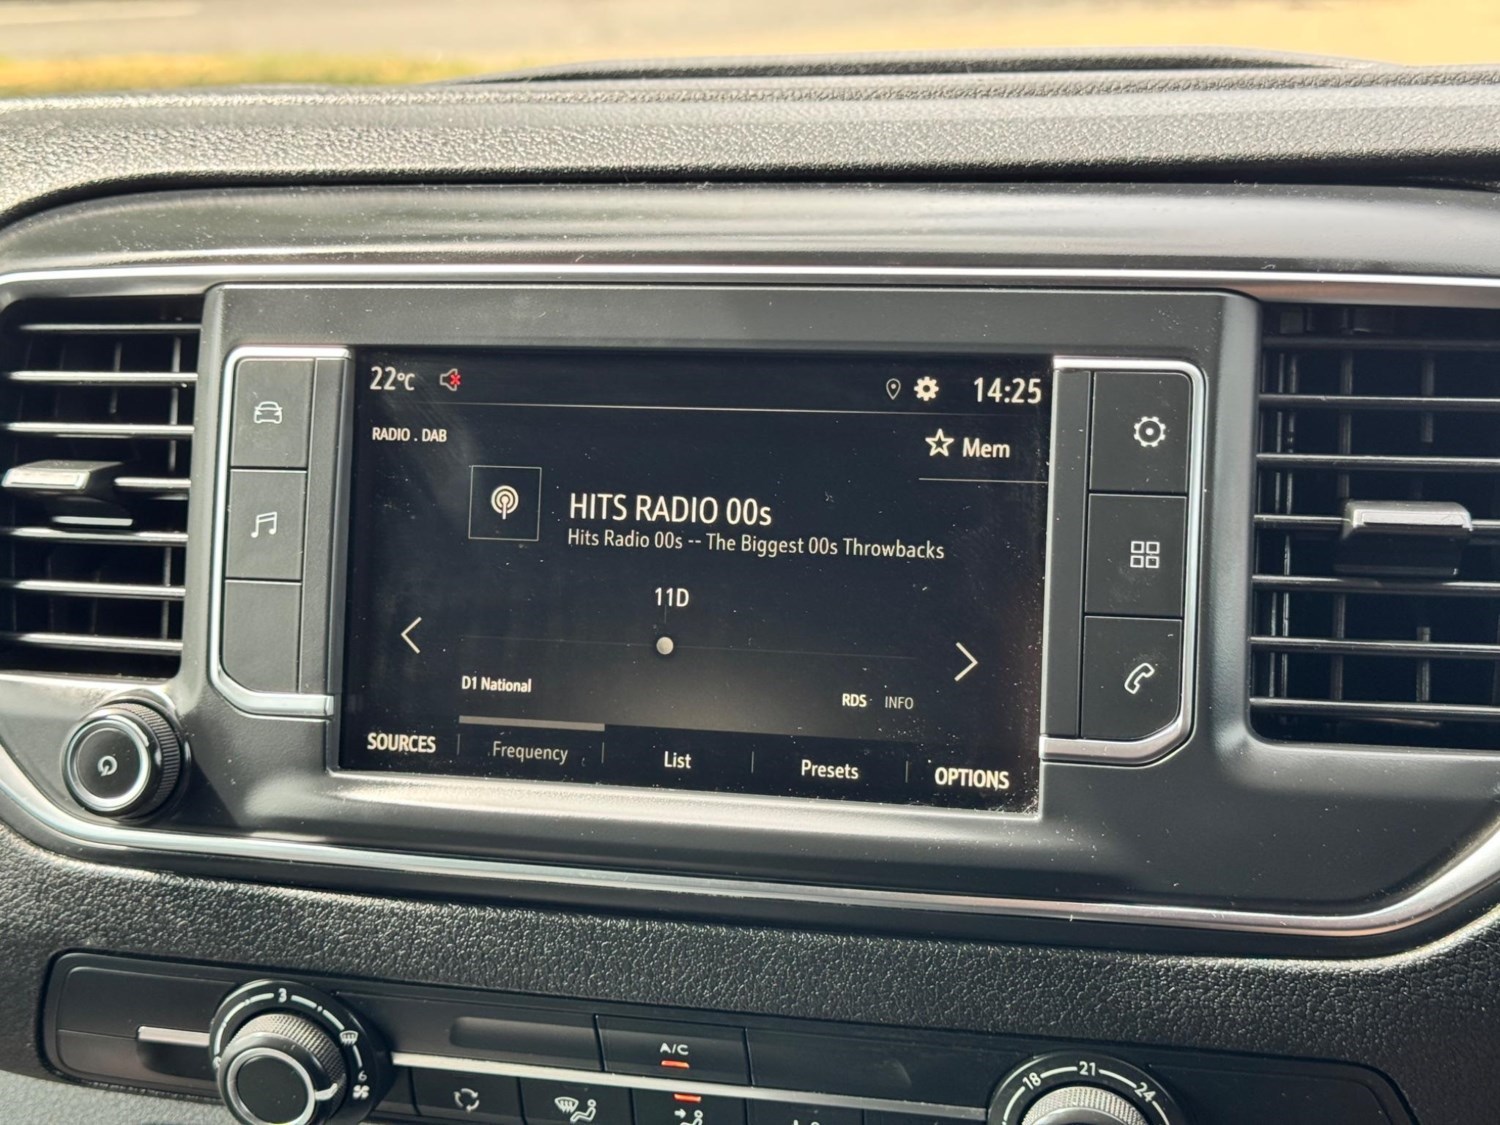 22°C
14:25
RADIO . DAB
Mem
HITS RADIO 00s
Hits Radio 00s -- The Biggest 00s Throwbacks
11D
D1 National
RDS INFO
SOURCES Frequency List Presets OPTIONS
3
6
A/C
18 21 24